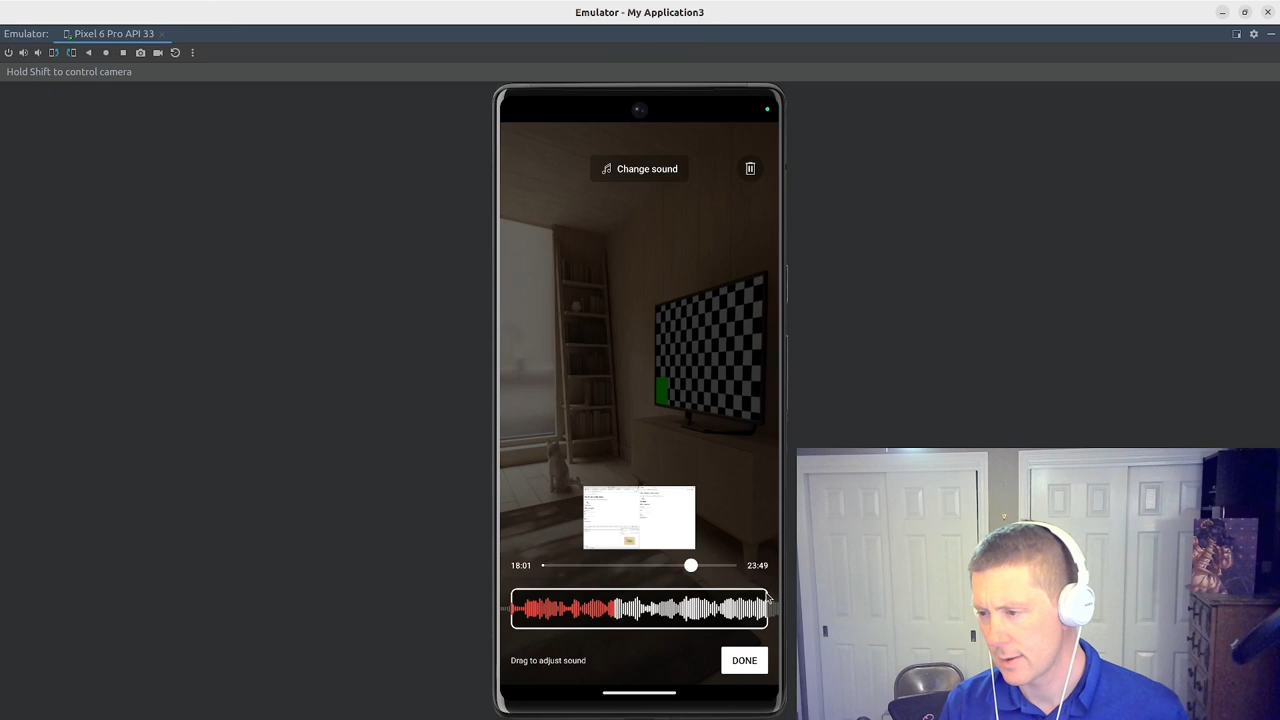 Emulator - My Application3
Emulator: Pixel 6 Pro API 33
Hold Shift to control camera
Change sound
18:01 23:49
Drag to adjust sound DONE